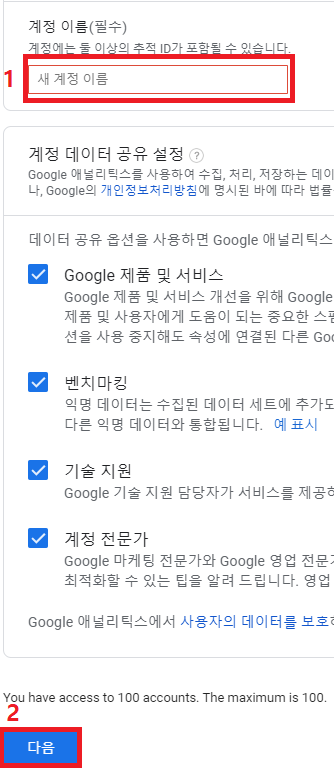 계정 이름(필수)
계정에는 둘 이상의 추적 ID가 포함될 수 있습니다.
1
새 계정 이름
계정 데이터 공유 설정 ?
Google 애널리틱스를 사용하여 수집, 처리, 저장하는 데이
나, Google의 개인정보처리방침에 명시된 바에 따라 법률
데이터 공유 옵션을 사용하면 Google 애널리틱스
Google 제품 및 서비스
Google 제품 및 서비스 개선을 위해 Google
제품 및 사용자에게 도움이 되는 중요한 스팸
션을 사용 중지해도 속성에 연결된 다른 Goo
벤치마킹
익명 데이터는 수집된 데이터 세트에 추가되
다른 익명 데이터와 통합됩니다. 예 표시
기술 지원
Google 기술 지원 담당자가 서비스를 제공하
계정 전문가
Google 마케팅 전문가와 Google 영업 전문가
최적화할 수 있는 팁을 알려 드립니다. 영업
Google 애널리틱스에서 사용자의 데이터를 보호하
You have access to 100 accounts. The maximum is 100.
2
다음